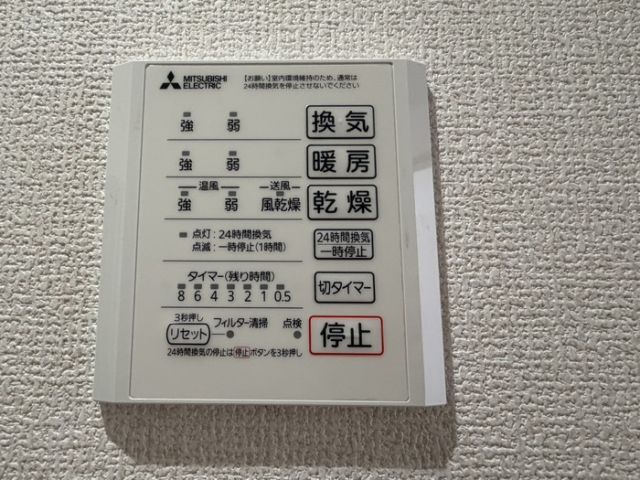 MITSUBISHI
ELECTRIC
【お願い】室内環境維持のため、通常は
24時間換気を停止させないでください
強 弱 換気
強 弱 暖房
温風 送風
強 弱 風乾燥 乾燥
点灯:24時間換気
点滅:一時停止(1時間)
24時間換気
一時停止
タイマー(残り時間)
8 6 4 3 2 1 0.5
切タイマー
3秒押し
リセット フィルター清掃 点検
停止
24時間換気の停止は停止ボタンを3秒押し